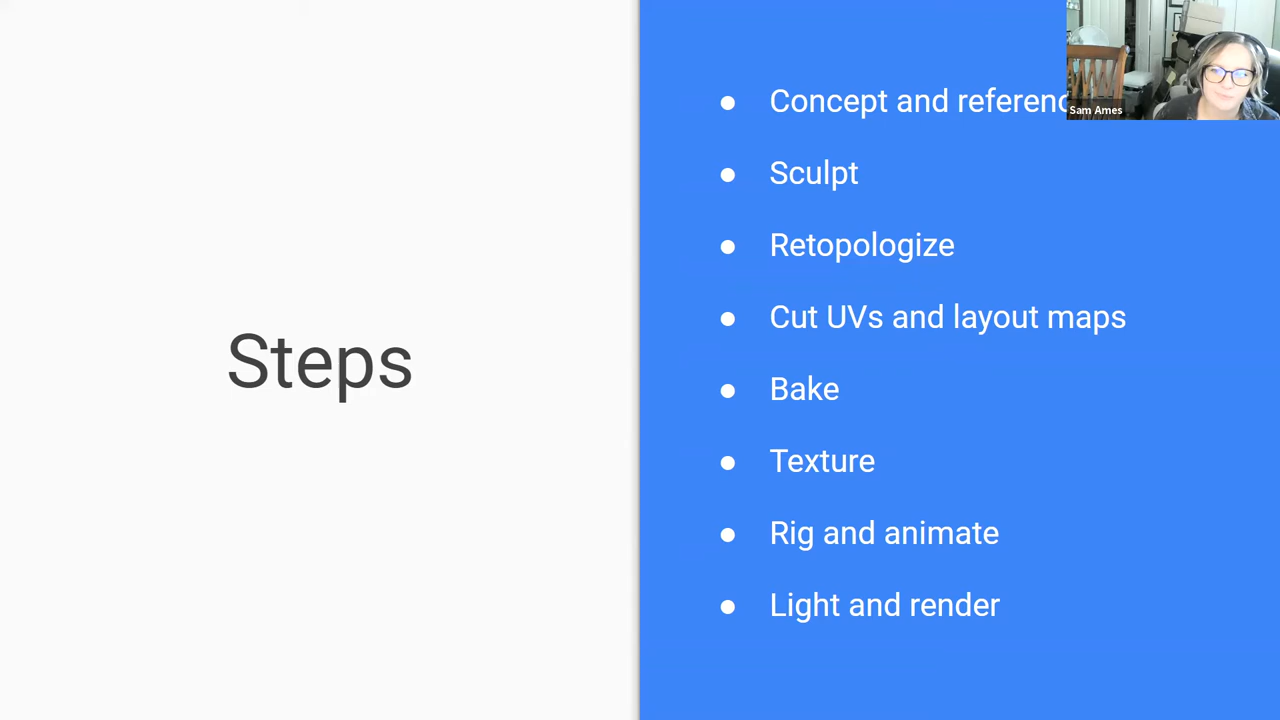 Steps
● Concept and referenc
● Sculpt
● Retopologize
● Cut UVs and layout maps
● Bake
● Texture
● Rig and animate
● Light and render
Sam Ames